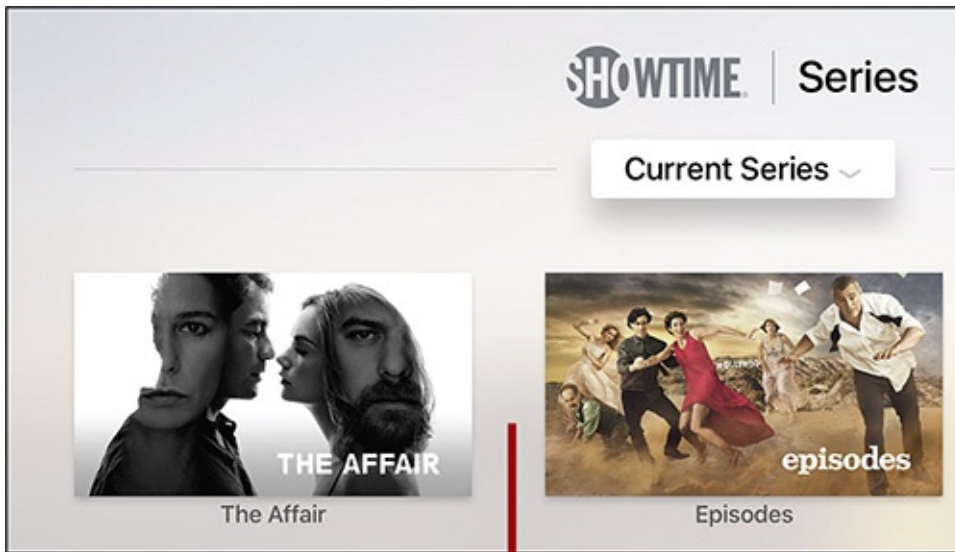 SHOWTIME. Series
Current Series
THE AFFAIR
episodes
The Affair
Episodes